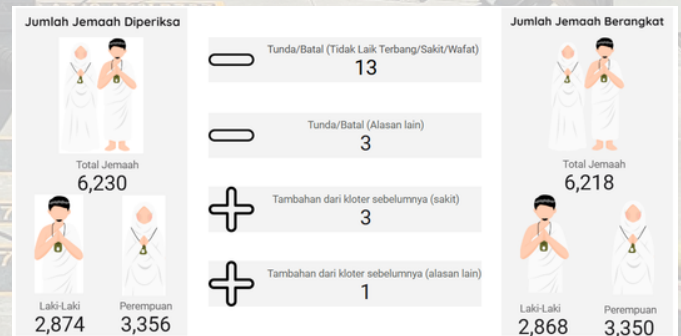 Jumlah Jemaah Diperiksa
Total Jemaah
6,230
Laki-Laki
2,874
Perempuan
3,356
Tunda/Batal (Tidak Laik Terbang/Sakit/Wafat)
13
Tunda/Batal (Alasan lain)
3
Tambahan dari kloter sebelumnya (sakit)
3
Tambahan dari kloter sebelumnya (alasan lain)
1
Jumlah Jemaah Berangkat
Total Jemaah
6,218
Laki-Laki
2,868
Perempuan
3,350